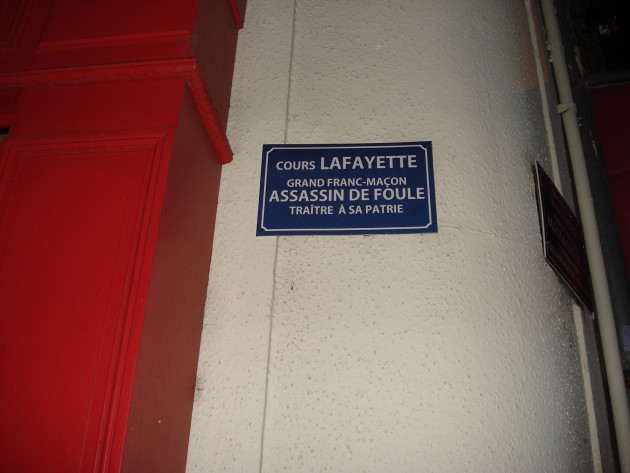 COURS LAFAYETTE
GRAND FRANC-MAÇON
ASSASSIN DE FOULE
TRAÎTRE À SA PATRIE